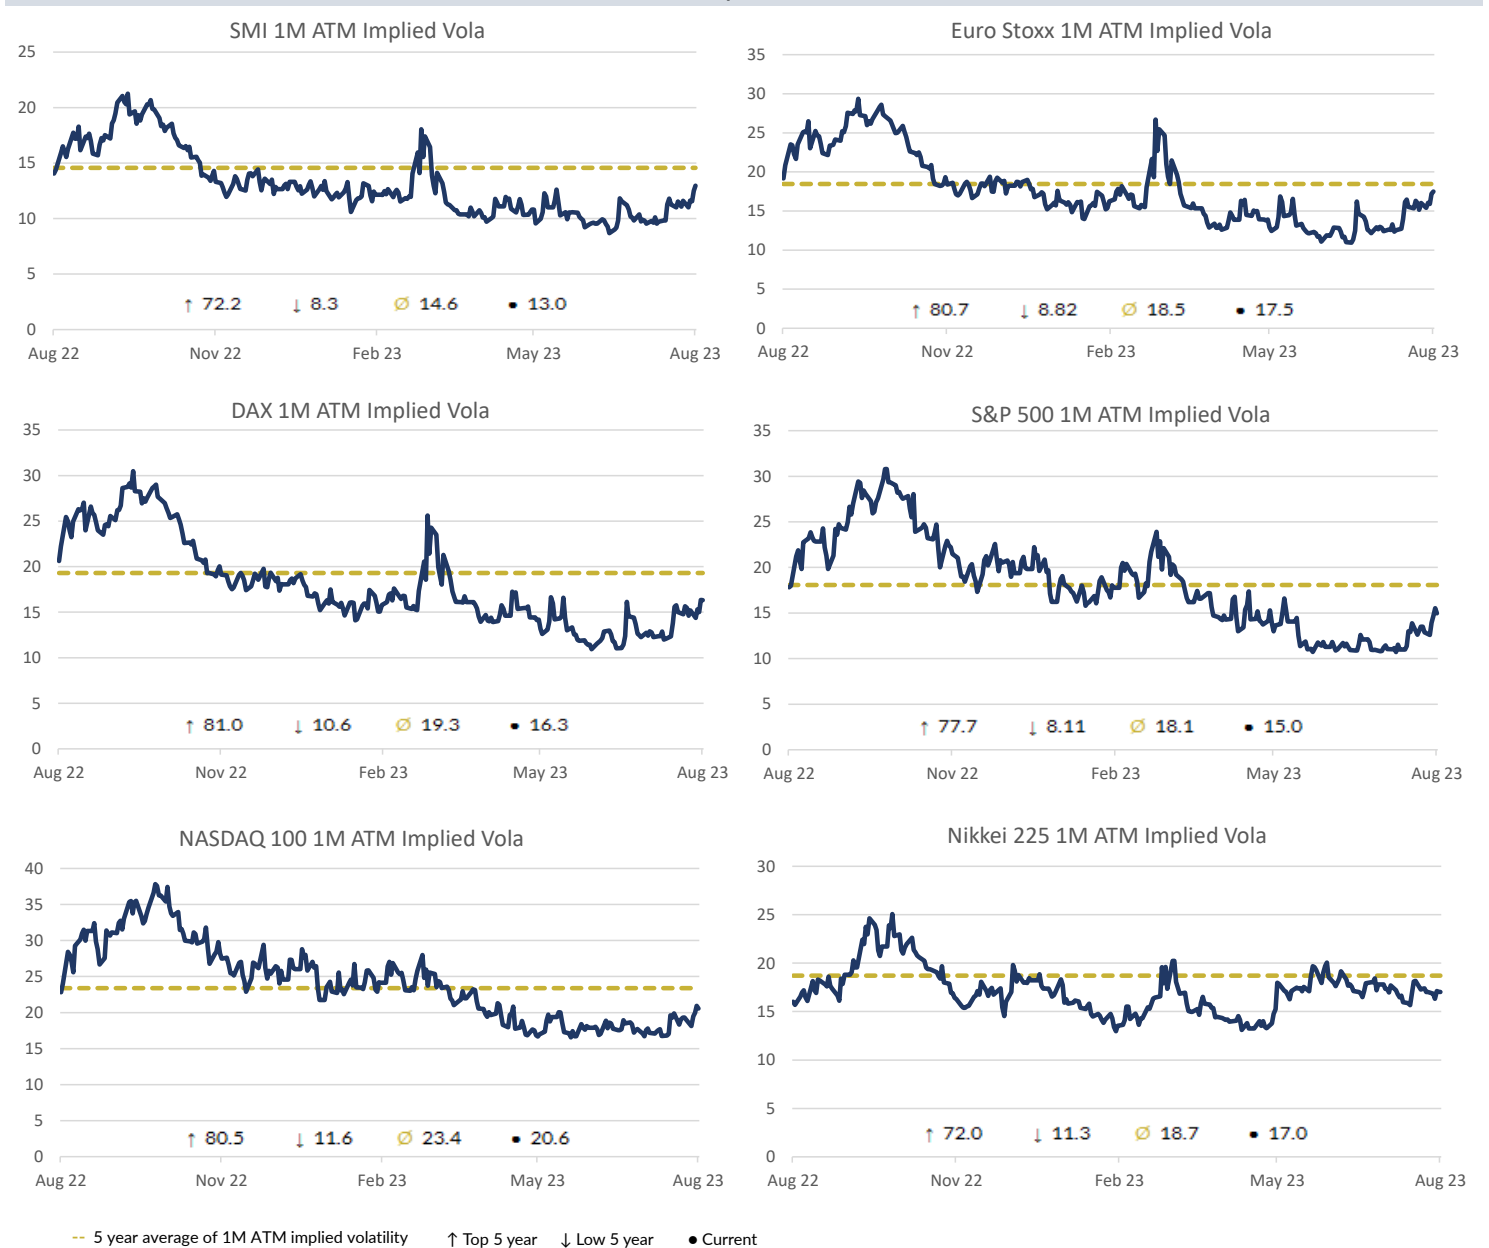 SMI 1M ATM Implied Vola
25
20
15
10
5
0
↑ 72.2 ↓ 8.3 Ø 14.6 • 13.0
Aug 22 Nov 22 Feb 23 May 23 Aug 23
Euro Stoxx 1M ATM Implied Vola
35
30
25
20
15
10
5
0
↑ 80.7 ↓ 8.82 Ø 18.5 • 17.5
Aug 22 Nov 22 Feb 23 May 23 Aug 23
DAX 1M ATM Implied Vola
35
30
25
20
15
10
5
0
↑ 81.0 ↓ 10.6 Ø 19.3 • 16.3
Aug 22 Nov 22 Feb 23 May 23 Aug 23
S&P 500 1M ATM Implied Vola
35
30
25
20
15
10
5
0
↑ 77.7 ↓ 8.11 Ø 18.1 • 15.0
Aug 22 Nov 22 Feb 23 May 23 Aug 23
NASDAQ 100 1M ATM Implied Vola
40
35
30
25
20
15
10
5
0
↑ 80.5 ↓ 11.6 Ø 23.4 • 20.6
Aug 22 Nov 22 Feb 23 May 23 Aug 23
Nikkei 225 1M ATM Implied Vola
30
25
20
15
10
5
0
↑ 72.0 ↓ 11.3 Ø 18.7 • 17.0
Aug 22 Nov 22 Feb 23 May 23 Aug 23
-- 5 year average of 1M ATM implied volatility ↑ Top 5 year ↓ Low 5 year • Current